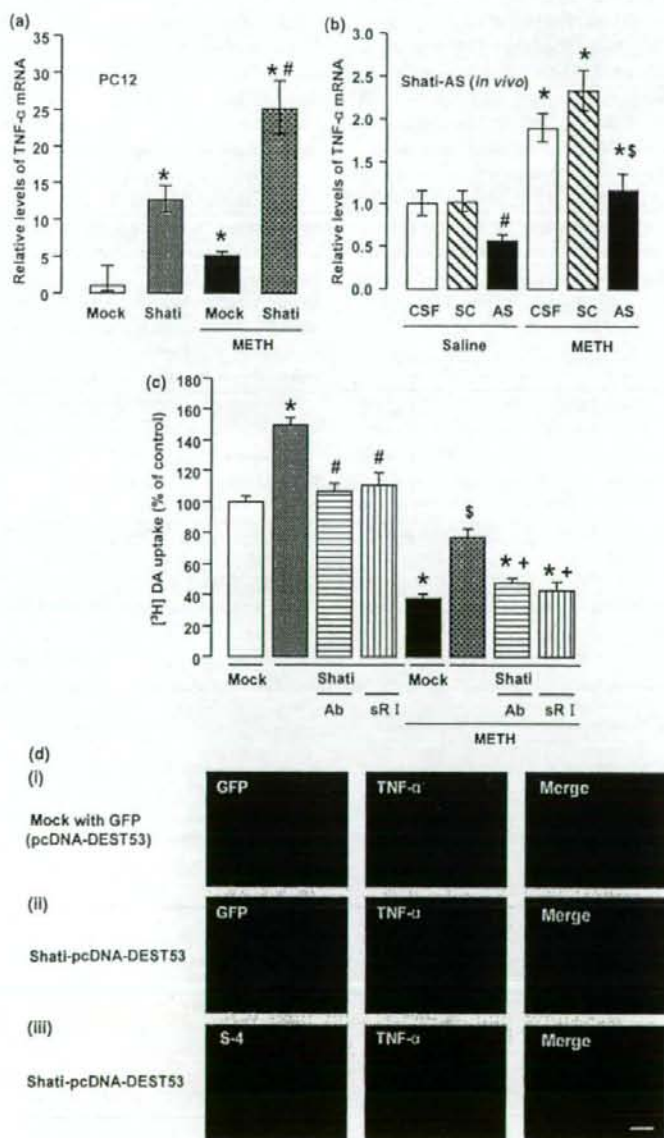 (a)
Relative levels of TNF-α mRNA
35
30
25
20
15
10
5
0
PC12
*
*
* #
Mock
Shati
Mock
Shati
METH
(b)
Relative levels of TNF-α mRNA
3.0
2.5
2.0
1.5
1.0
0.5
0.0
Shati-AS (in vivo)
#
*
*
* $
CSF
SC
AS
CSF
SC
AS
Saline
METH
(c)
[³H] DA uptake (% of control)
180
160
140
120
100
80
60
40
20
0
*
#
#
*
$
* +
* +
Mock
Shati
Mock
Shati
Ab
sR I
Ab
sR I
METH
(d)
(i)
Mock with GFP
(pcDNA-DEST53)
GFP
TNF-α
Merge
(ii)
Shati-pcDNA-DEST53
GFP
TNF-α
Merge
(iii)
Shati-pcDNA-DEST53
S-4
TNF-α
Merge